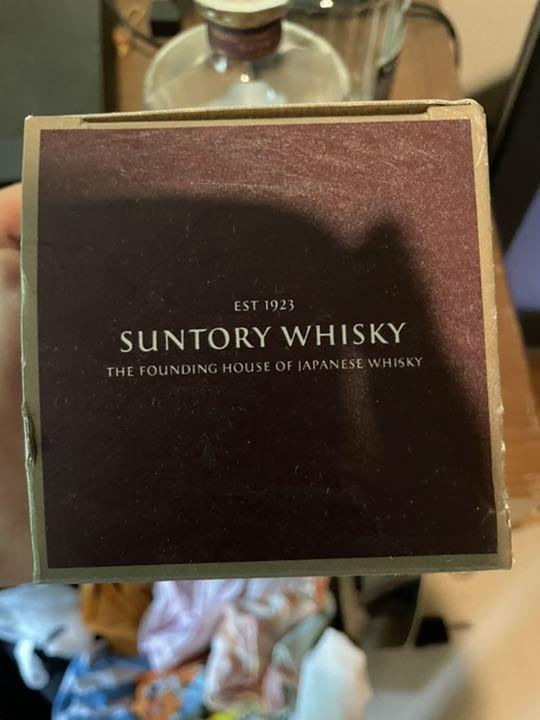 EST 1923
SUNTORY WHISKY
THE FOUNDING HOUSE OF JAPANESE WHISKY